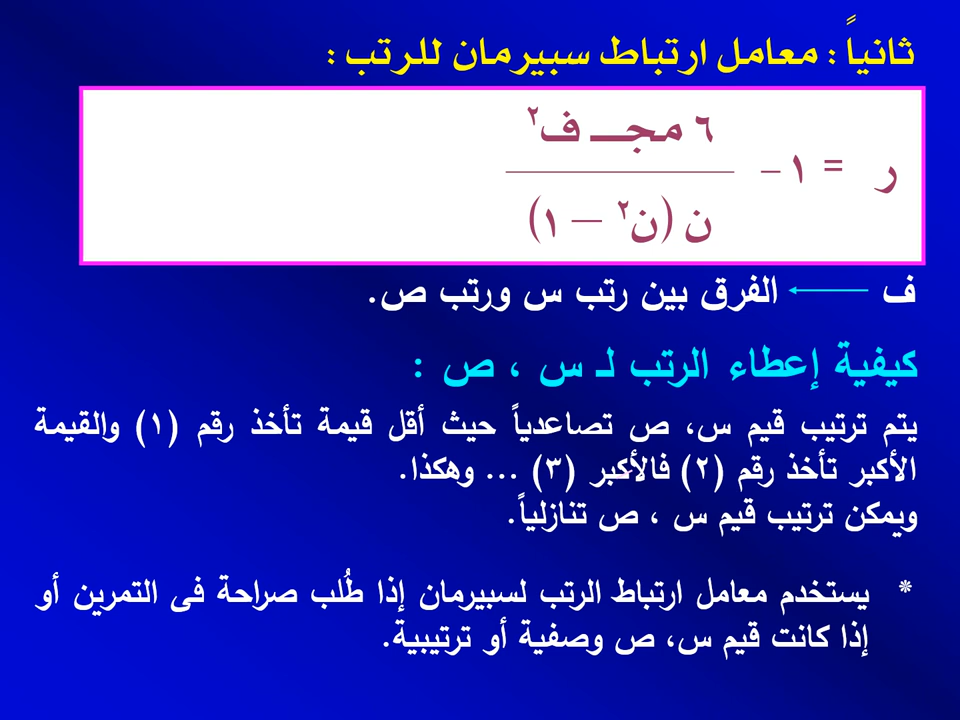 ثانياً : معامل ارتباط سبيرمان للرتب :
٦ مجـــ ف٢
ر = ١ -
ن (ن٢ – ١)
ف ← الفرق بين رتب س ورتب ص.
كيفية إعطاء الرتب لـ س ، ص :
يتم ترتيب قيم س، ص تصاعدياً حيث أقل قيمة تأخذ رقم (١) والقيمة
الأكبر تأخذ رقم (٢) فالأكبر (٣) ... وهكذا.
ويمكن ترتيب قيم س ، ص تنازلياً.
* يستخدم معامل ارتباط الرتب لسبيرمان إذا طُلب صراحة فى التمرين أو
إذا كانت قيم س، ص وصفية أو ترتيبية.